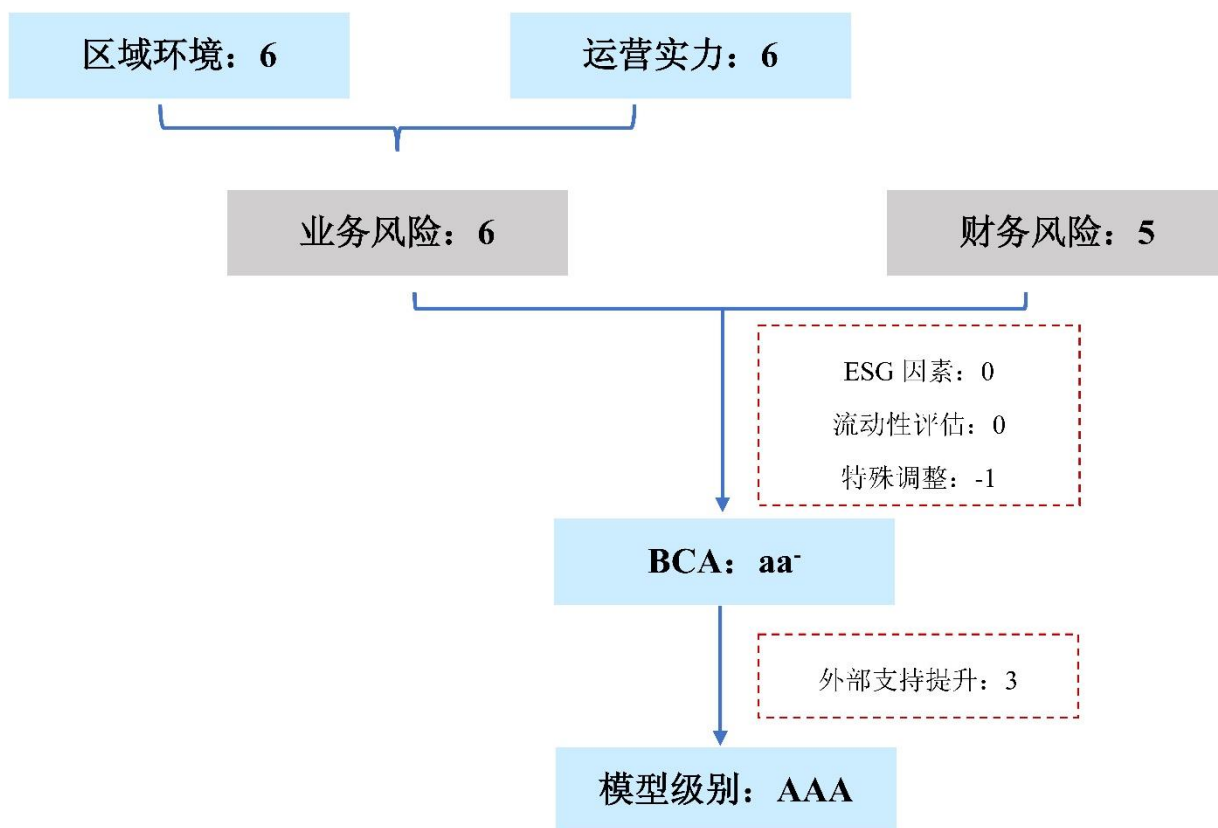 区域环境：6
运营实力：6
业务风险：6
财务风险：5
ESG 因素：0
流动性评估：0
特殊调整：-1
BCA：aa-
外部支持提升：3
模型级别：AAA